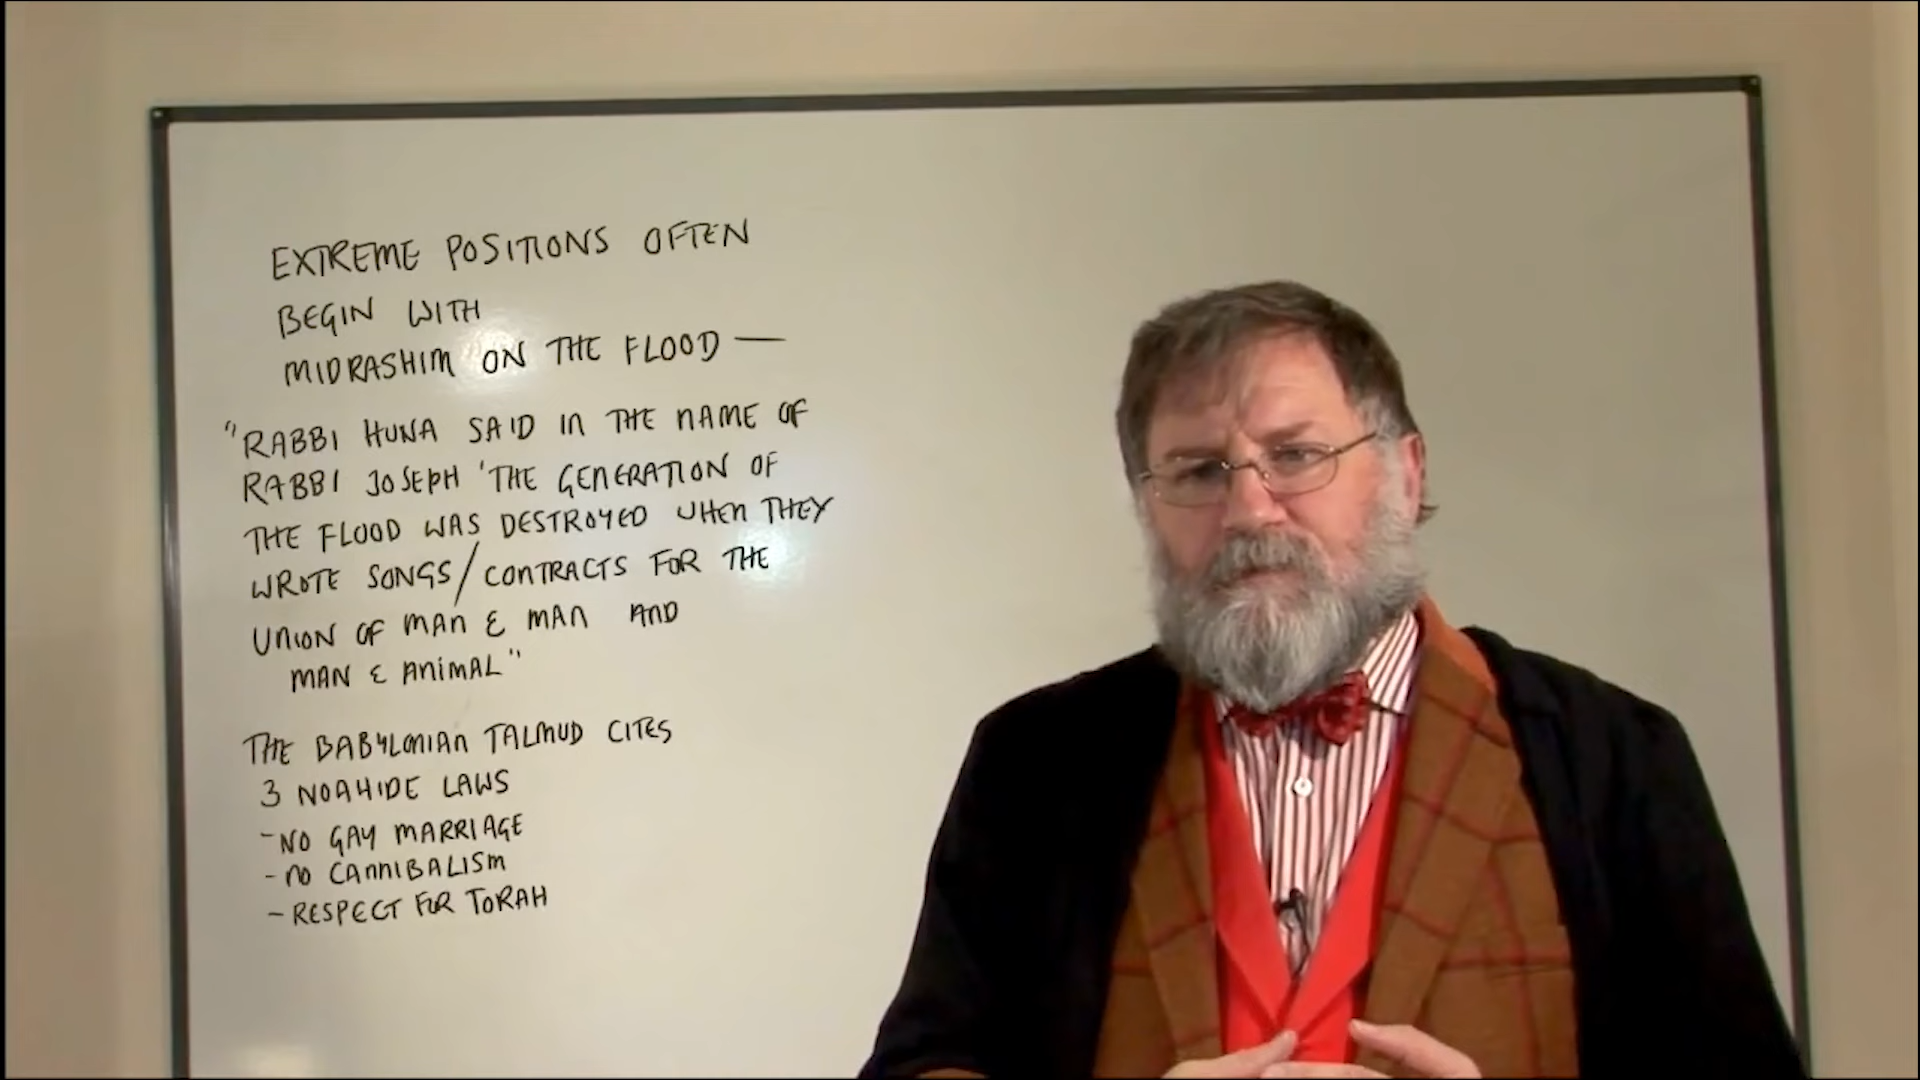 EXTREME POSITIONS OFTEN
BEGIN WITH
MIDRASHIM ON THE FLOOD —
"RABBI HUNA SAID IN THE NAME OF
RABBI JOSEPH 'THE GENERATION OF
THE FLOOD WAS DESTROYED WHEN THEY
WROTE SONGS/CONTRACTS FOR THE
UNION OF MAN & MAN AND
MAN & ANIMAL"
THE BABYLONIAN TALMUD CITES
3 NOAHIDE LAWS
- NO GAY MARRIAGE
- NO CANNIBALISM
- RESPECT FOR TORAH